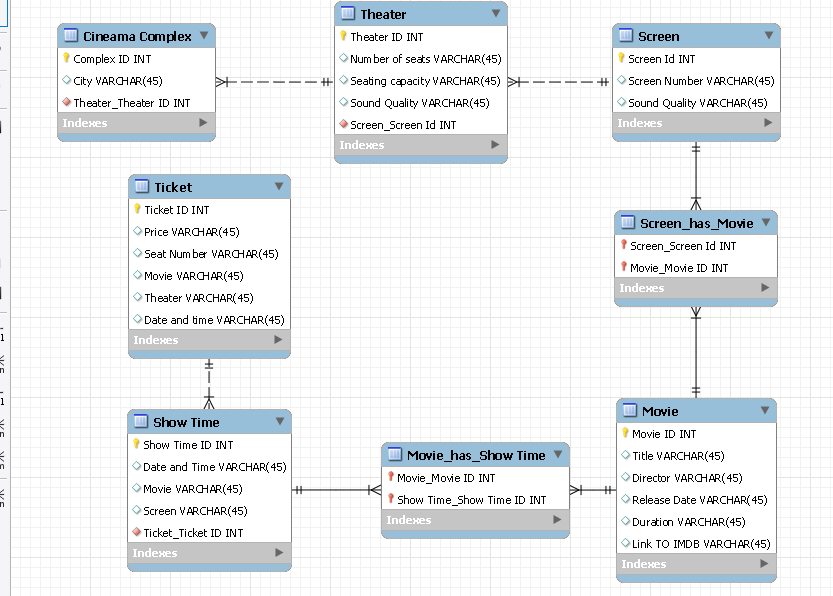 Cineama Complex
Complex ID INT
City VARCHAR(45)
Theater_Theater ID INT
Indexes
Theater
Theater ID INT
Number of seats VARCHAR(45)
Seating capacity VARCHAR(45)
Sound Quality VARCHAR(45)
Screen_Screen Id INT
Indexes
Screen
Screen Id INT
Screen Number VARCHAR(45)
Sound Quality VARCHAR(45)
Indexes
Ticket
Ticket ID INT
Price VARCHAR(45)
Seat Number VARCHAR(45)
Movie VARCHAR(45)
Theater VARCHAR(45)
Date and time VARCHAR(45)
Indexes
Screen_has_Movie
Screen_Screen Id INT
Movie_Movie ID INT
Indexes
Show Time
Show Time ID INT
Date and Time VARCHAR(45)
Movie VARCHAR(45)
Screen VARCHAR(45)
Ticket_Ticket ID INT
Indexes
Movie_has_Show Time
Movie_Movie ID INT
Show Time_Show Time ID INT
Indexes
Movie
Movie ID INT
Title VARCHAR(45)
Director VARCHAR(45)
Release Date VARCHAR(45)
Duration VARCHAR(45)
Link TO IMDB VARCHAR(45)
Indexes